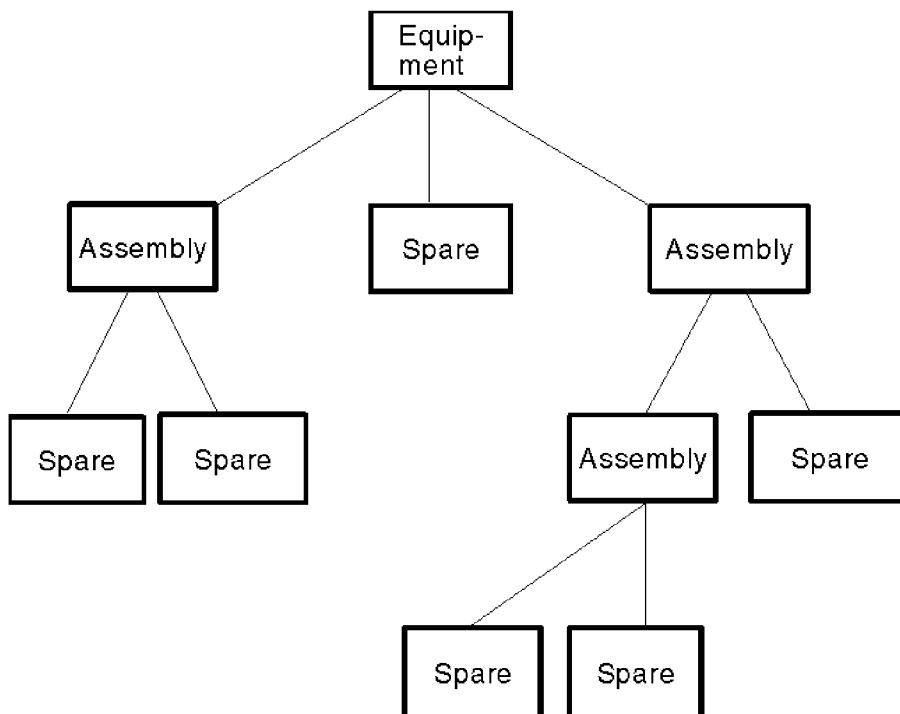 Equip-
ment
Assembly
Spare
Assembly
Spare
Spare
Assembly
Spare
Spare
Spare